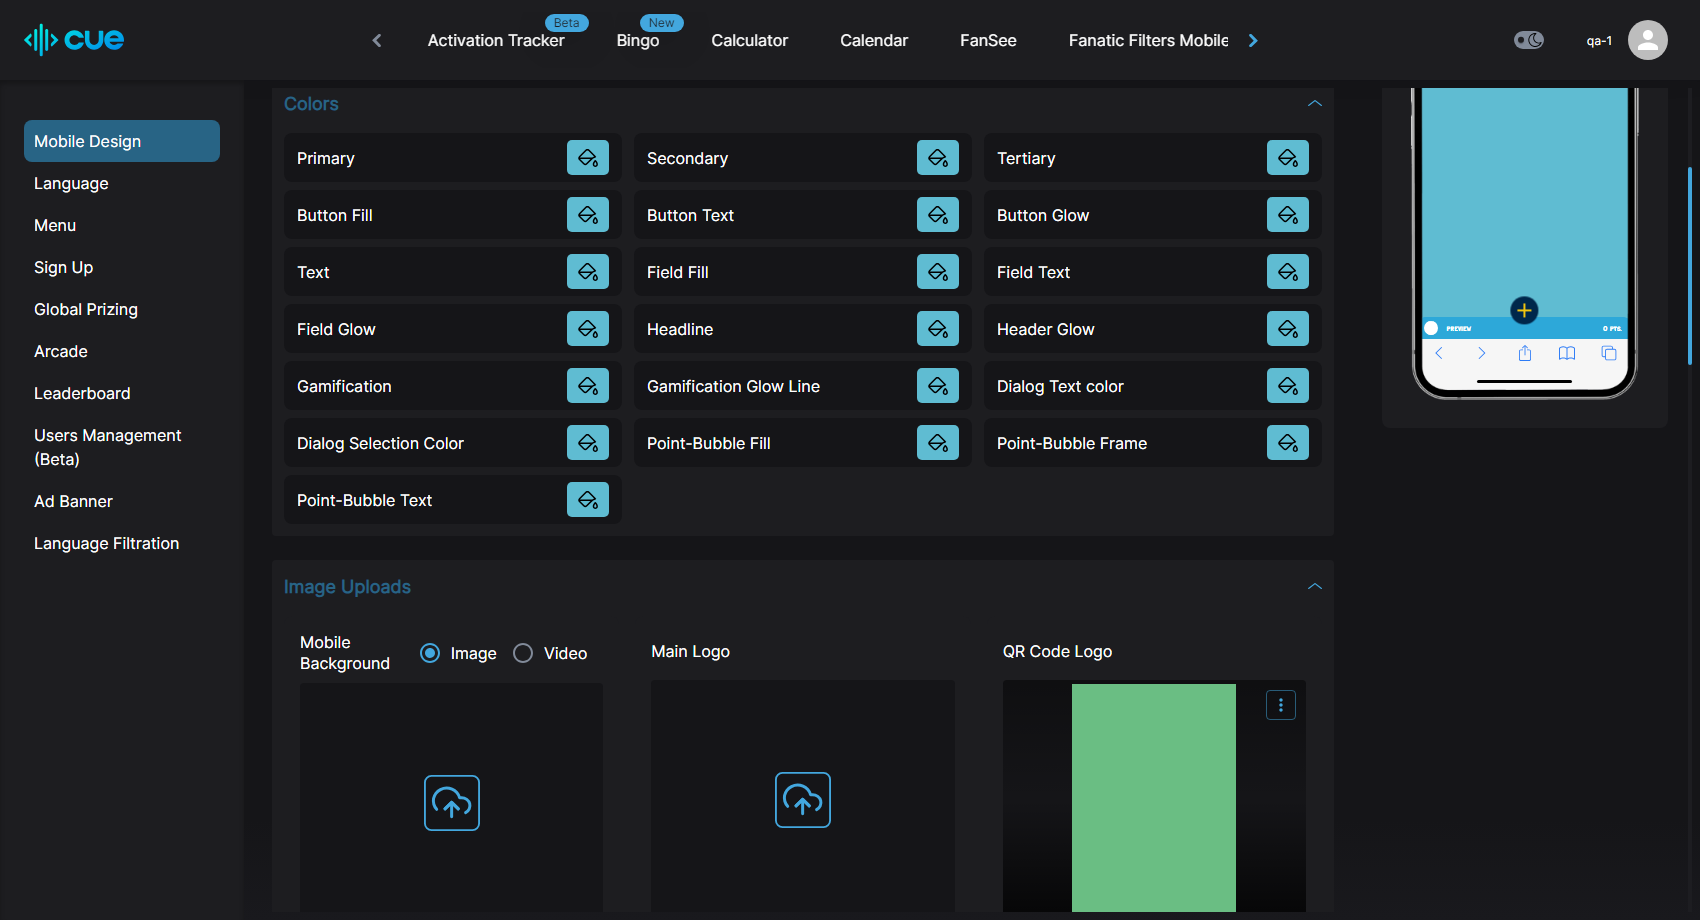 cue
Beta
New
Activation Tracker
Bingo
Calculator
Calendar
FanSee
Fanatic Filters Mobile
qa-1
Mobile Design
Language
Menu
Sign Up
Global Prizing
Arcade
Leaderboard
Users Management
(Beta)
Ad Banner
Language Filtration
Colors
Primary
Secondary
Tertiary
Button Fill
Button Text
Button Glow
Text
Field Fill
Field Text
Field Glow
Headline
Header Glow
Gamification
Gamification Glow Line
Dialog Text color
Dialog Selection Color
Point-Bubble Fill
Point-Bubble Frame
Point-Bubble Text
Image Uploads
Mobile
Background
Image
Video
Main Logo
QR Code Logo
PREVIEW
0 PTS.